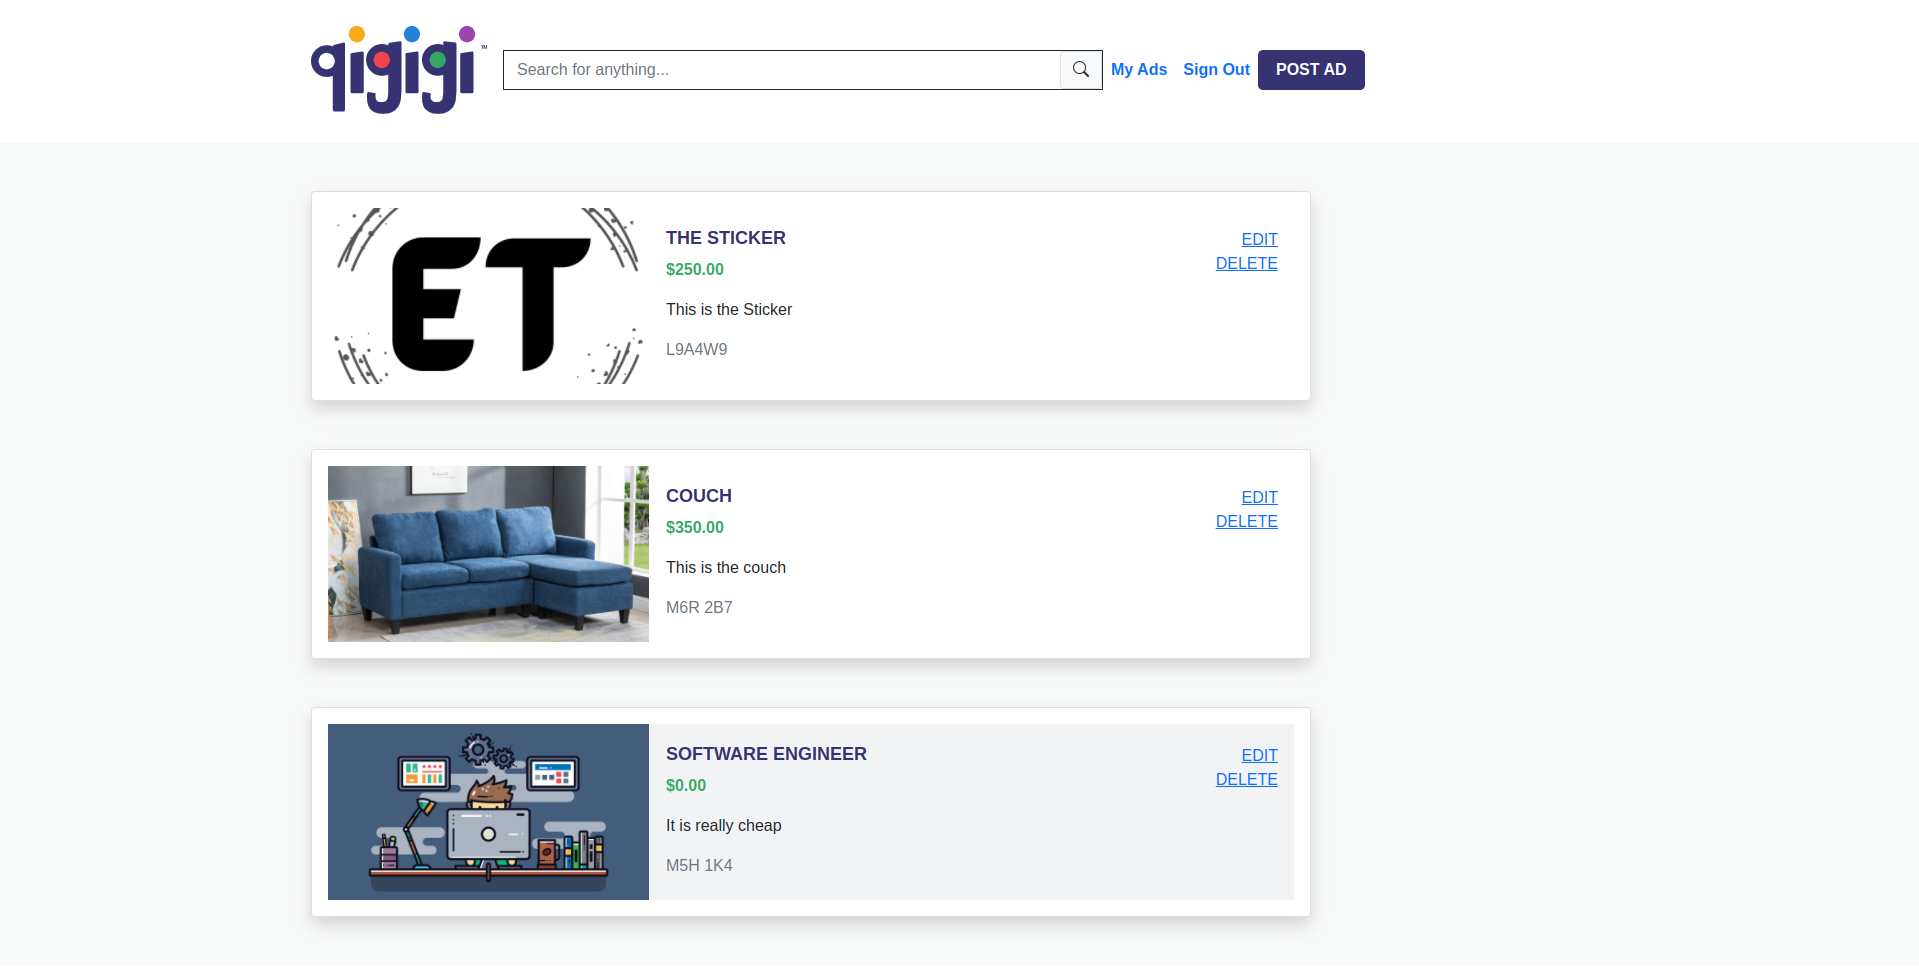 qigigi™
Search for anything...
My Ads
Sign Out
POST AD
ET
THE STICKER
$250.00
This is the Sticker
L9A4W9
EDIT
DELETE
COUCH
$350.00
This is the couch
M6R 2B7
EDIT
DELETE
SOFTWARE ENGINEER
$0.00
It is really cheap
M5H 1K4
EDIT
DELETE